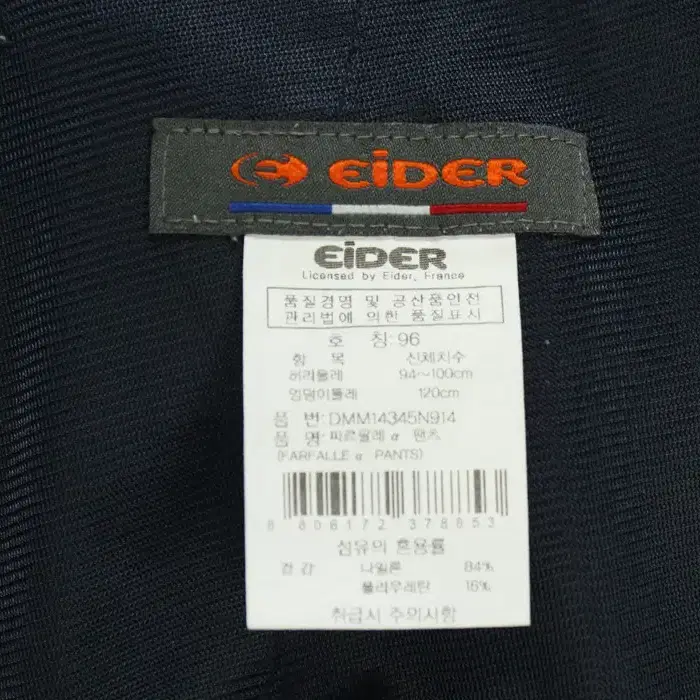 EiDER
EiDER
Licensed by Eider, France
품질경영 및 공산품안전
관리법에 의한 품질표시
호 칭:96
항 목 신체치수
허리둘레 94~100cm
엉덩이둘레 120cm
품 번:DMM14345N914
품 명:파르팔레 α 팬츠
(FARFALLE α PANTS)
8 806172 378853
섬유의 혼용률
겉감 나일론 84%
폴리우레탄 16%
취급시 주의사항